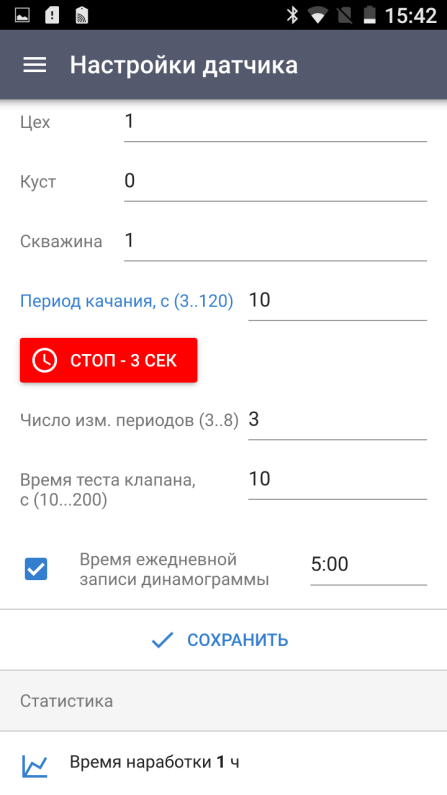 15:42
Настройки датчика
Цех 1
Куст 0
Скважина 1
Период качания, с (3..120) 10
СТОП - 3 СЕК
Число изм. периодов (3..8) 3
Время теста клапана, 10
с (10...200)
Время ежедневной 5:00
записи динамограммы
СОХРАНИТЬ
Статистика
Время наработки 1 ч